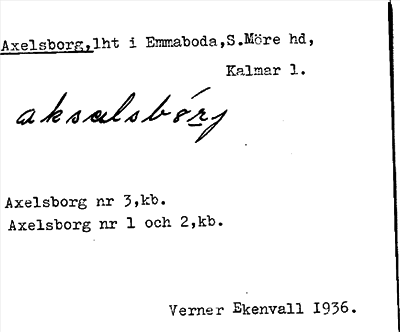 Axelsborg,lht i Emmaboda,S.Möre hd,
Kalmar l.
aksəlsbórj
Axelsborg nr 3,kb.
Axelsborg nr 1 och 2,kb.
Verner Ekenvall 1936.